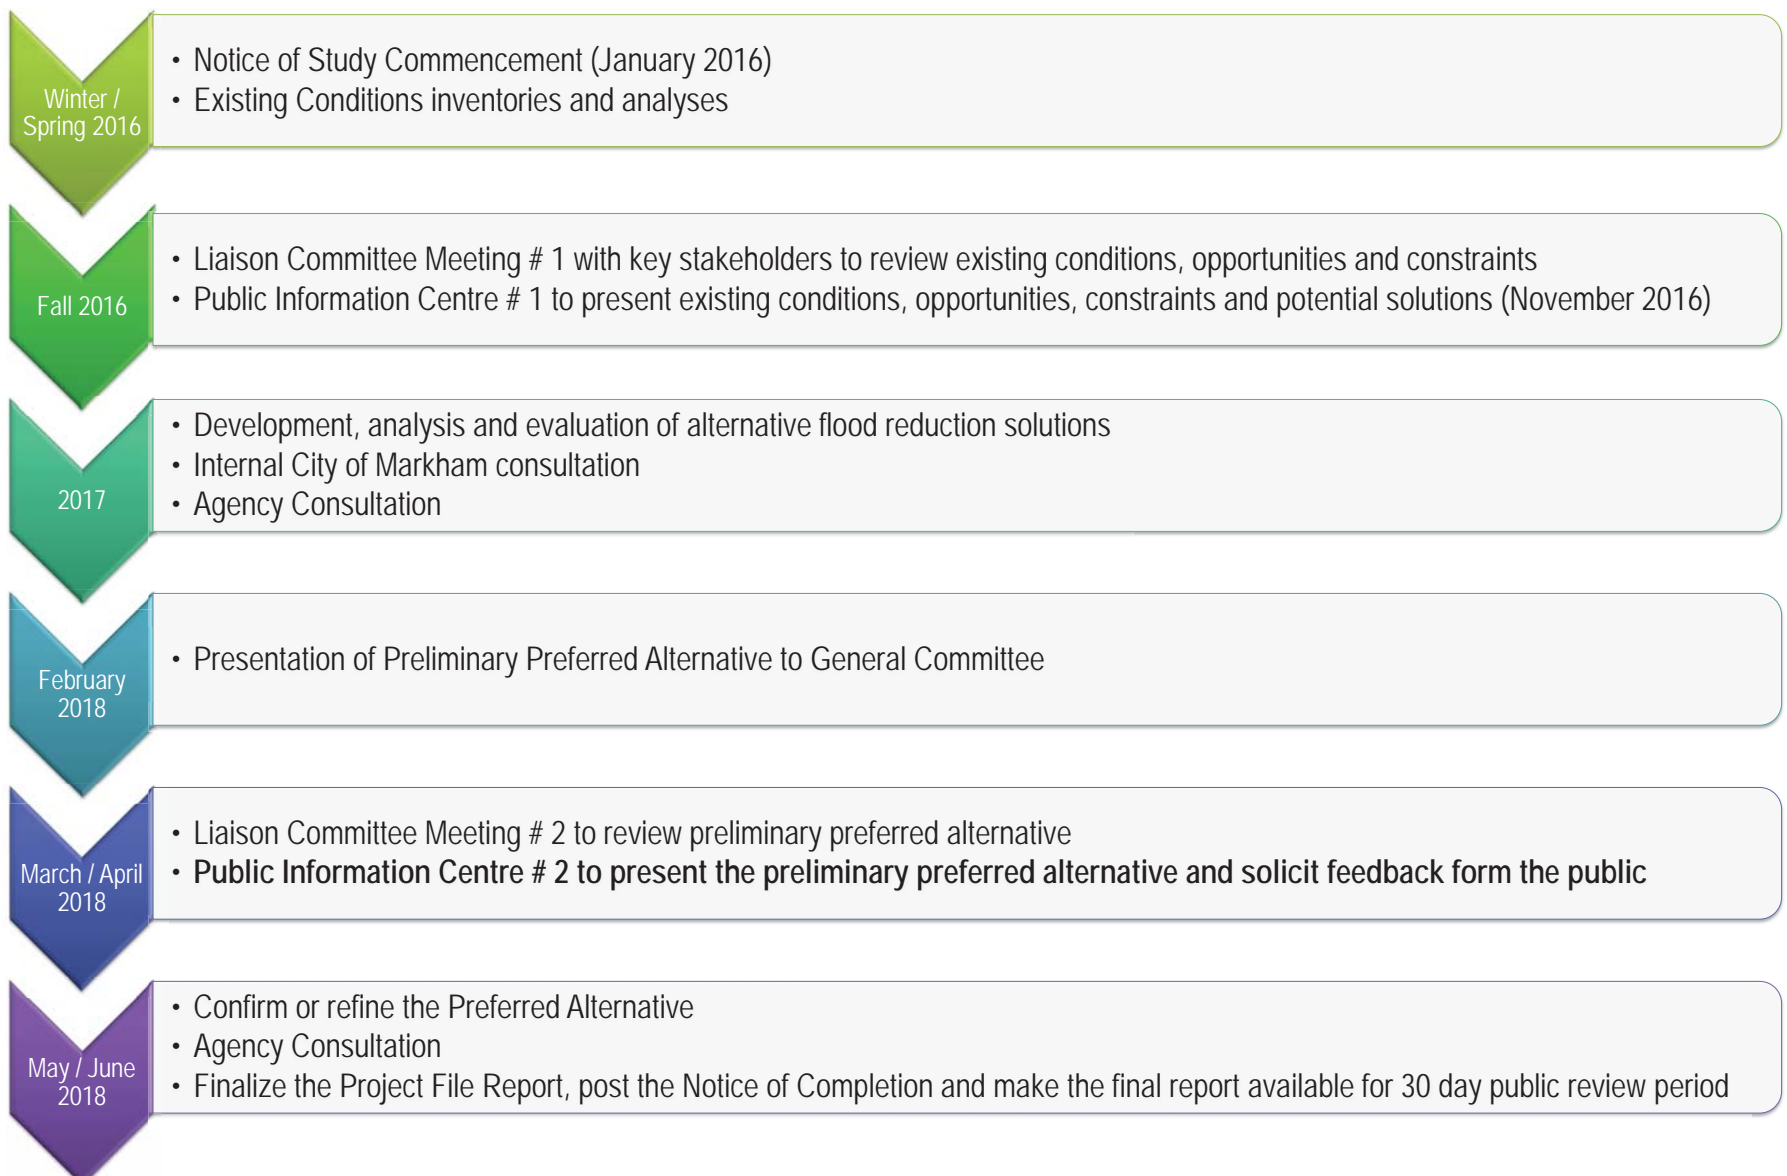 Winter /
Spring 2016
• Notice of Study Commencement (January 2016)
• Existing Conditions inventories and analyses
Fall 2016
• Liaison Committee Meeting # 1 with key stakeholders to review existing conditions, opportunities and constraints
• Public Information Centre # 1 to present existing conditions, opportunities, constraints and potential solutions (November 2016)
2017
• Development, analysis and evaluation of alternative flood reduction solutions
• Internal City of Markham consultation
• Agency Consultation
February
2018
• Presentation of Preliminary Preferred Alternative to General Committee
March / April
2018
• Liaison Committee Meeting # 2 to review preliminary preferred alternative
• Public Information Centre # 2 to present the preliminary preferred alternative and solicit feedback form the public
May / June
2018
• Confirm or refine the Preferred Alternative
• Agency Consultation
• Finalize the Project File Report, post the Notice of Completion and make the final report available for 30 day public review period